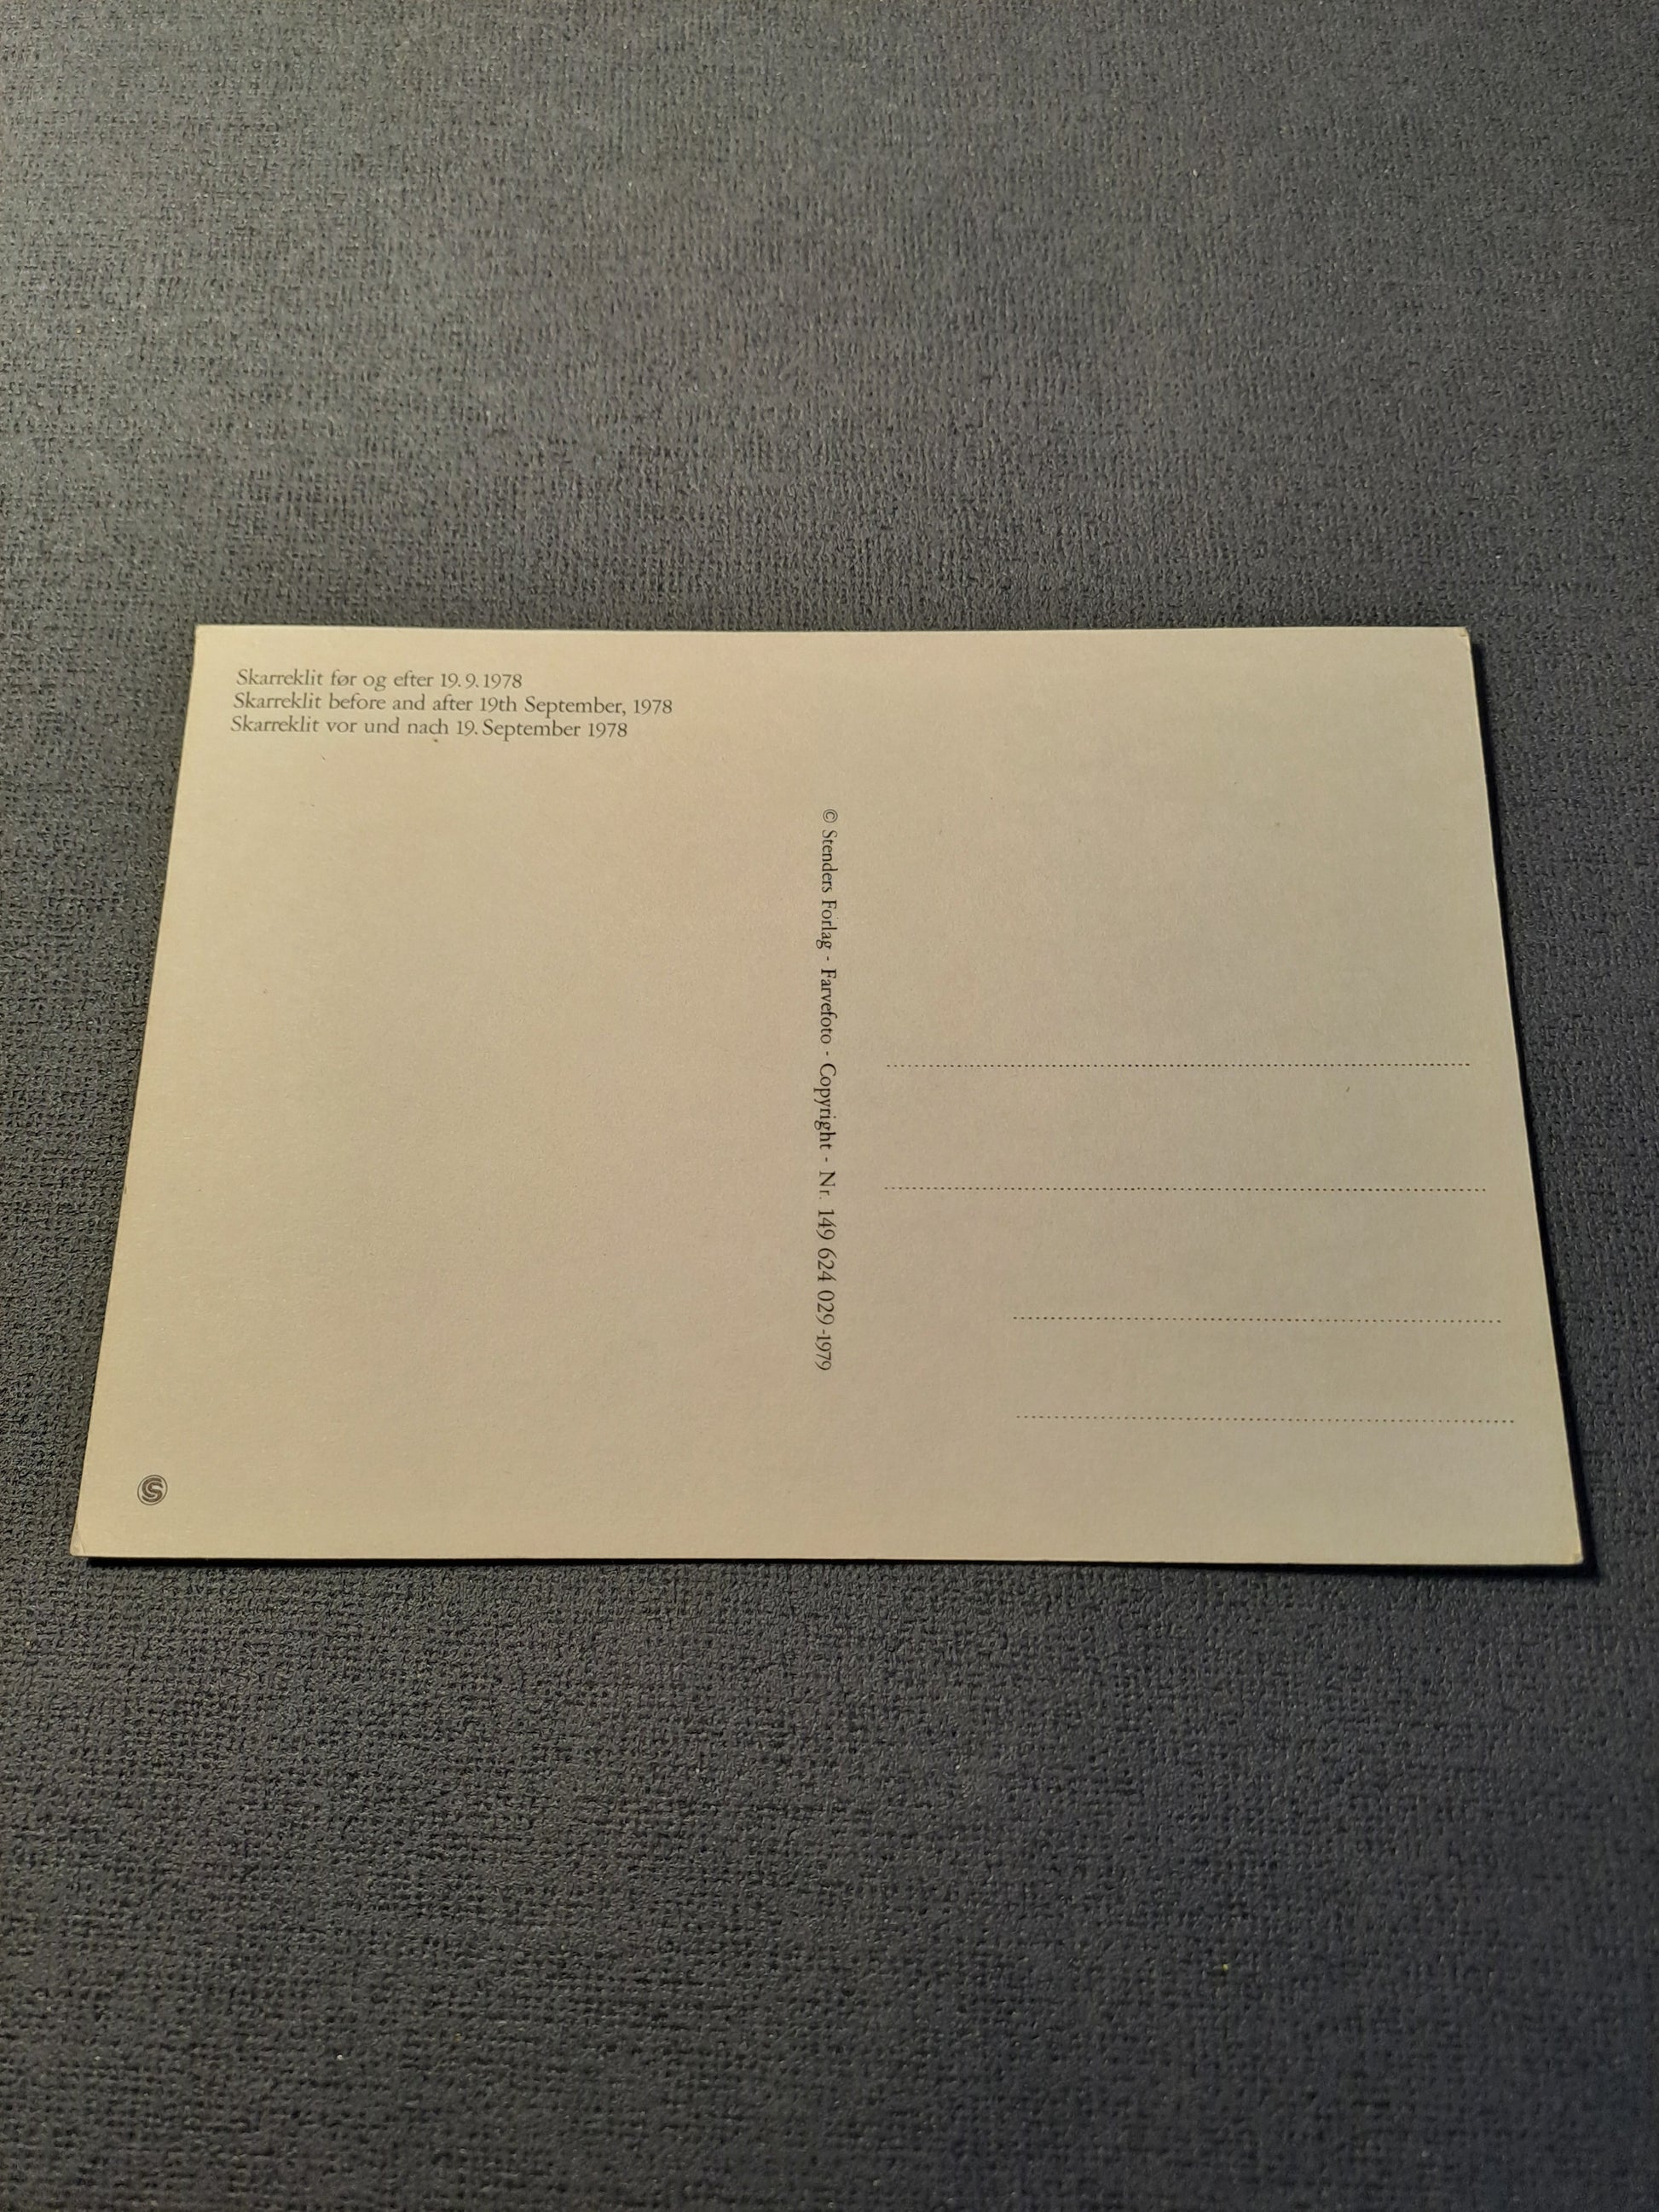 Skarreklit før og efter 19.9.1978
Skarreklit before and after 19th September, 1978
Skarreklit vor und nach 19. September 1978
© Stenders Forlag - Farvefoto - Copyright - Nr. 149 624 029-1979
S